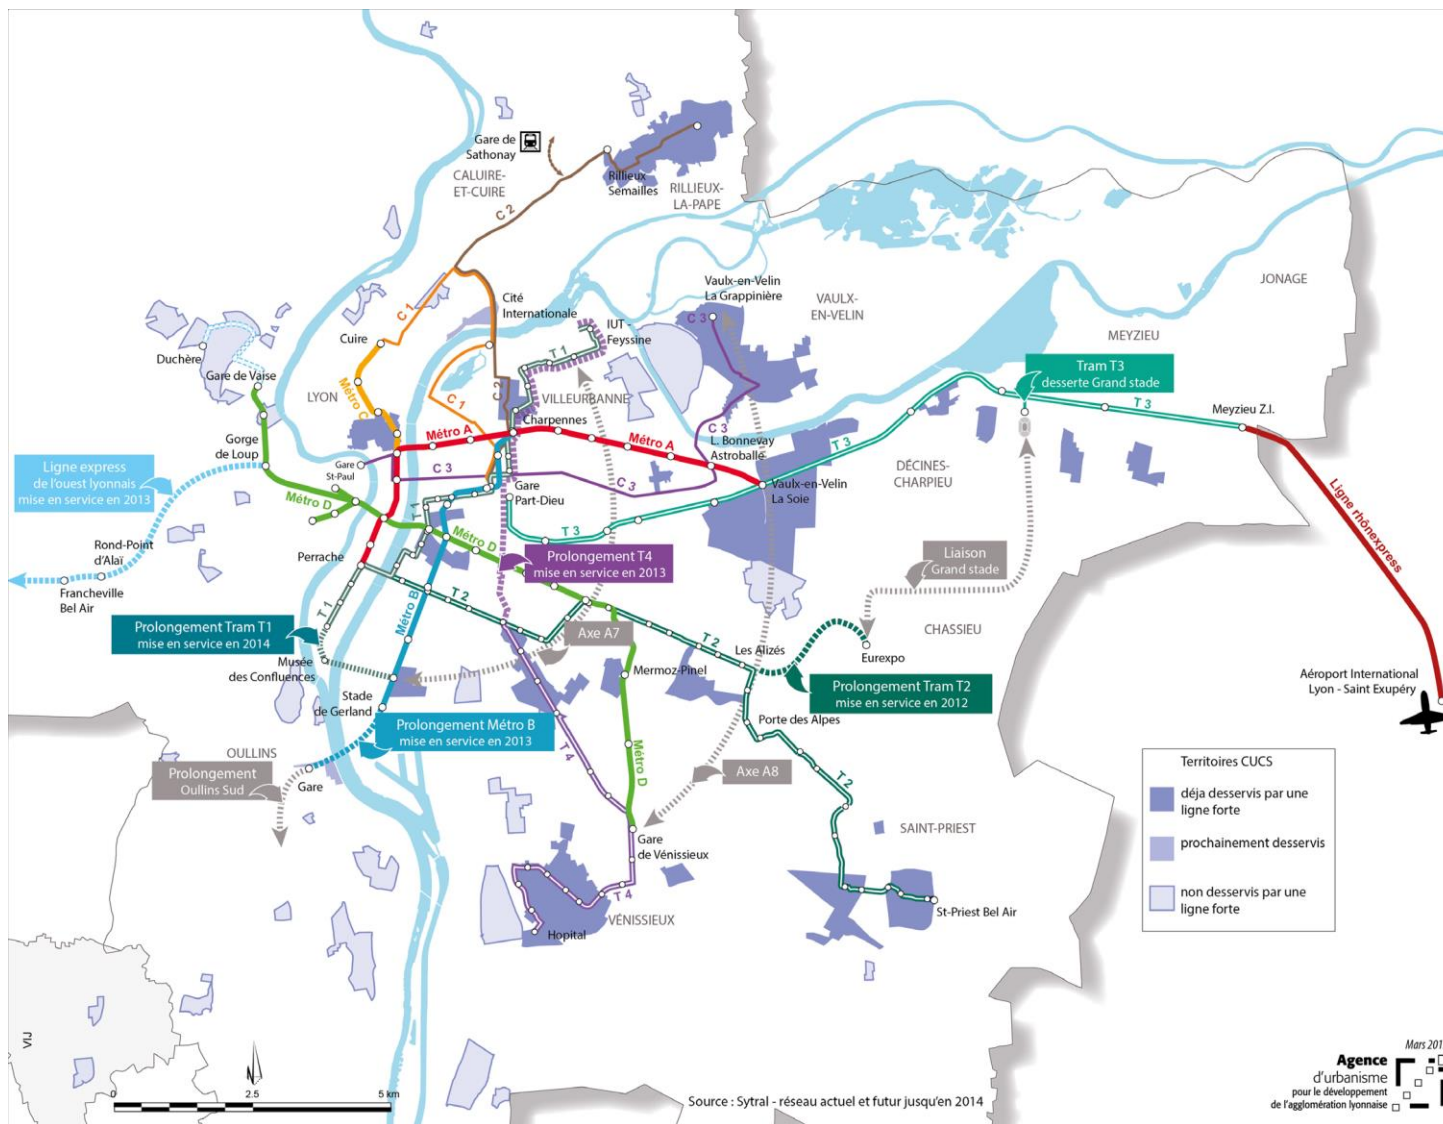 Gare de
Sathonay
CALUIRE-
ET-CUIRE
Rillieux
Semailles
RILLIEUX-
LA-PAPE
C 2
C 1
Cité
Internationale
Vaulx-en-Velin
La Grappinière
VAULX-
EN-VELIN
JONAGE
MEYZIEU
IUT -
Feyssine
C 3
T 1
Cuire
Duchère
Gare de Vaise
Métro C
LYON
C 1
C 2
VILLEURBANNE
Charpennes
Tram T3
desserte Grand stade
T 3
Meyzieu Z.I.
Gorge
de Loup
Gare
St-Paul
Métro A
Métro A
C 3
L. Bonnevay
Astroballe
T 3
DÉCINES-
CHARPIEU
Ligne express
de l'ouest lyonnais
mise en service en 2013
Métro D
C 3
C 3
Gare
Part-Dieu
Vaulx-en-Velin
La Soie
T 1
T 3
Métro D
Ligne rhônexpress
Rond-Point
d'Alaï
Perrache
Prolongement T4
mise en service en 2013
Liaison
Grand stade
Francheville
Bel Air
T 1
Métro B
T 2
Prolongement Tram T1
mise en service en 2014
Axe A7
T 2
Les Alizés
CHASSIEU
Eurexpo
Musée
des Confluences
Mermoz-Pinel
Prolongement Tram T2
mise en service en 2012
Aéroport International
Lyon - Saint Exupéry
Stade
de Gerland
Porte des Alpes
Prolongement Métro B
mise en service en 2013
OULLINS
T 4
Métro D
Axe A8
T 2
Prolongement
Oullins Sud
Gare
Territoires CUCS
déja desservis par une
ligne forte
prochainement desservis
non desservis par une
ligne forte
SAINT-PRIEST
Gare
de Vénissieux
T 4
VÉNISSIEUX
Hopital
St-Priest Bel Air
VIJ
0
2.5
5 km
Source : Sytral - réseau actuel et futur jusqu'en 2014
Agence
d'urbanisme
pour le développement
de l'agglomération lyonnaise